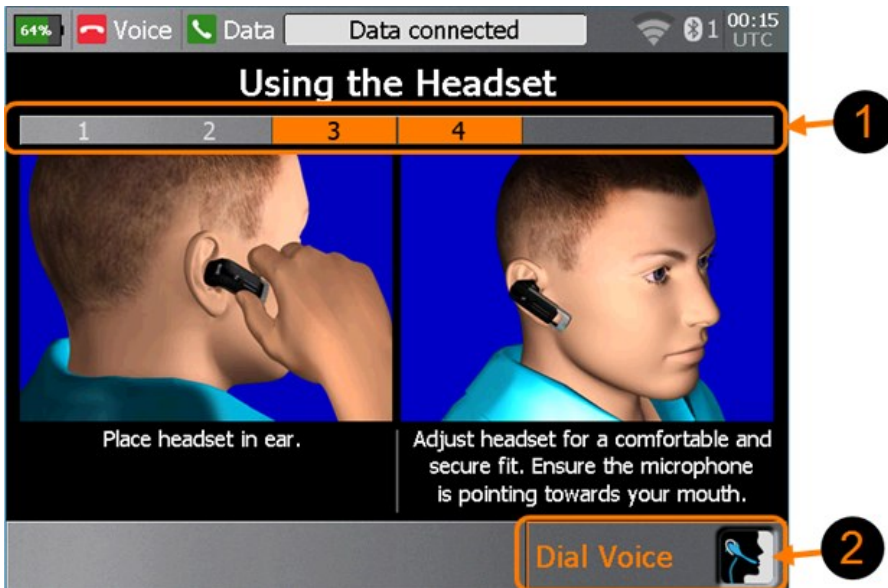 64% Voice Data Data connected 1 00:15
UTC
Using the Headset
1 2 3 4
1
Place headset in ear.
Adjust headset for a comfortable and
secure fit. Ensure the microphone
is pointing towards your mouth.
Dial Voice
2